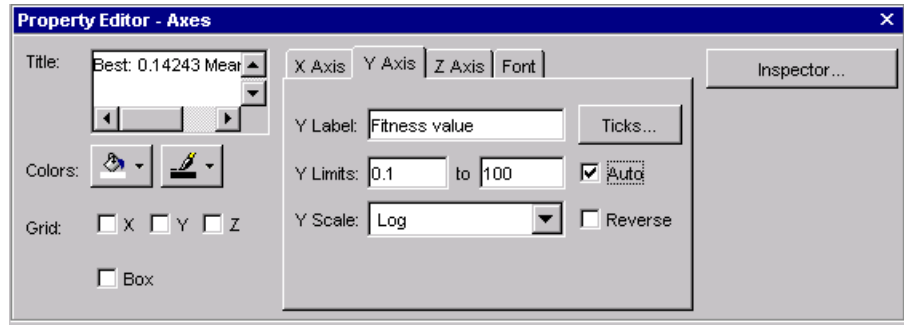 Property Editor - Axes
Title: Best: 0.14243 Mear
X Axis Y Axis Z Axis Font
Inspector...
Y Label: Fitness value Ticks...
Colors:
Y Limits: 0.1 to 100 Auto
Grid: X Y Z
Y Scale: Log Reverse
Box